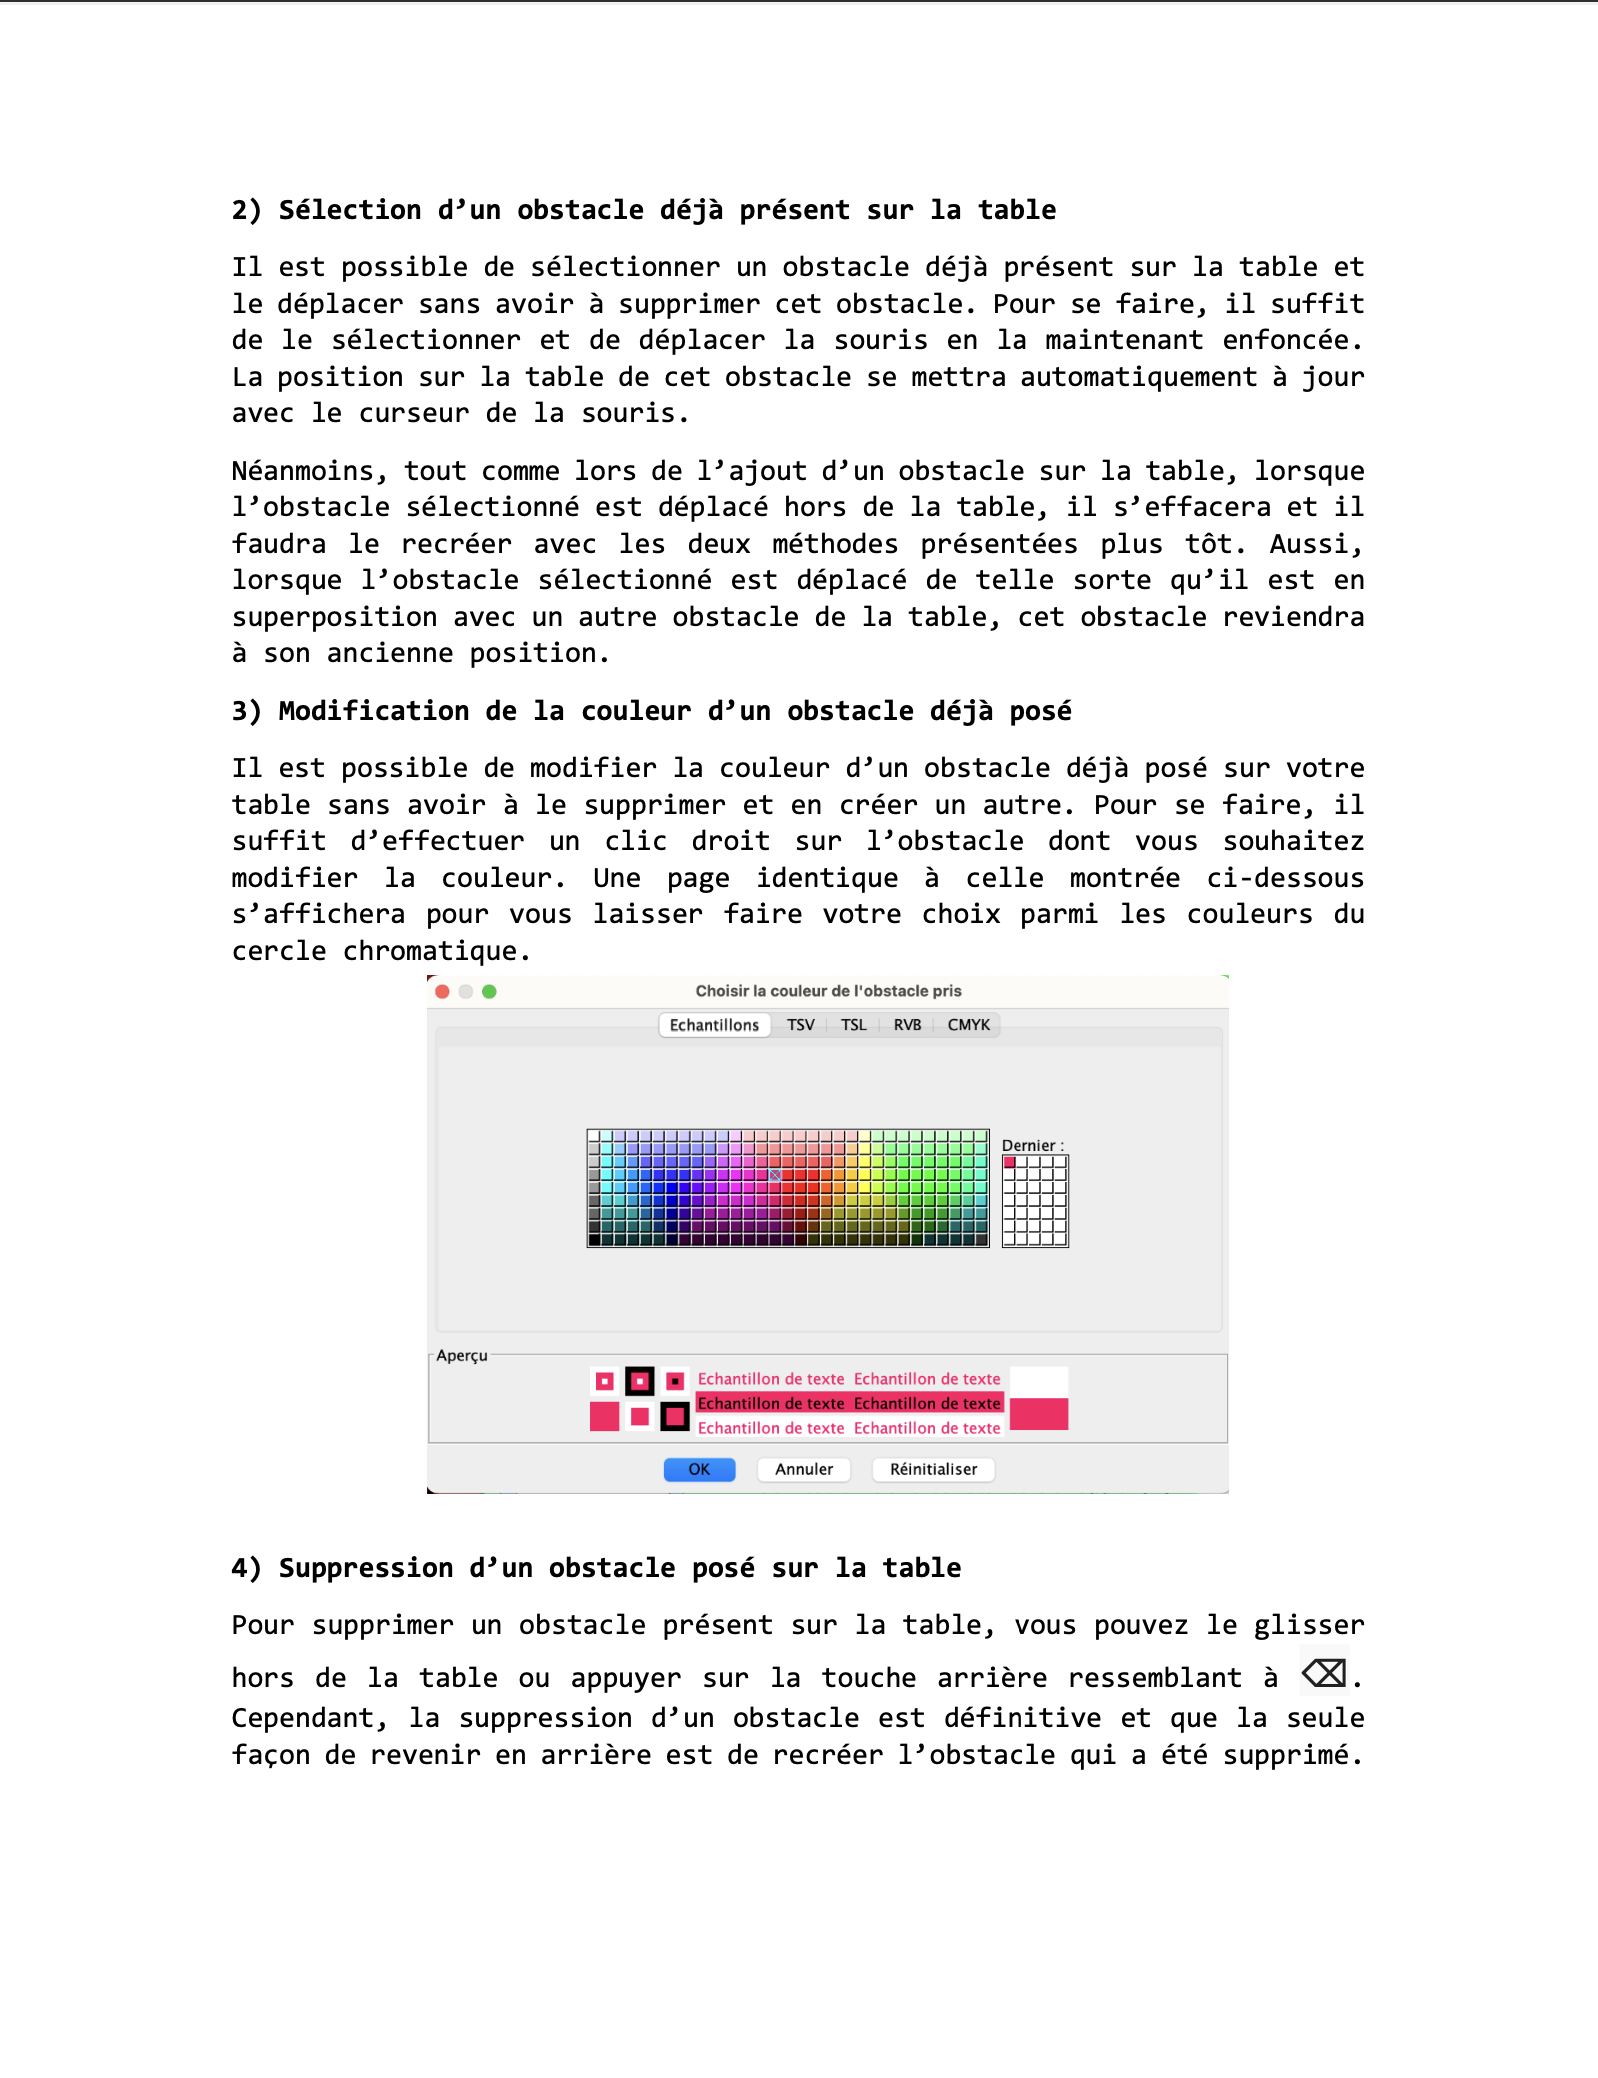 2) Sélection d’un obstacle déjà présent sur la table
Il est possible de sélectionner un obstacle déjà présent sur la table et
le déplacer sans avoir à supprimer cet obstacle. Pour se faire, il suffit
de le sélectionner et de déplacer la souris en la maintenant enfoncée.
La position sur la table de cet obstacle se mettra automatiquement à jour
avec le curseur de la souris.
Néanmoins, tout comme lors de l’ajout d’un obstacle sur la table, lorsque
l’obstacle sélectionné est déplacé hors de la table, il s’effacera et il
faudra le recréer avec les deux méthodes présentées plus tôt. Aussi,
lorsque l’obstacle sélectionné est déplacé de telle sorte qu’il est en
superposition avec un autre obstacle de la table, cet obstacle reviendra
à son ancienne position.
3) Modification de la couleur d’un obstacle déjà posé
Il est possible de modifier la couleur d’un obstacle déjà posé sur votre
table sans avoir à le supprimer et en créer un autre. Pour se faire, il
suffit d’effectuer un clic droit sur l’obstacle dont vous souhaitez
modifier la couleur. Une page identique à celle montrée ci-dessous
s’affichera pour vous laisser faire votre choix parmi les couleurs du
cercle chromatique.
Choisir la couleur de l'obstacle pris
Echantillons TSV TSL RVB CMYK
Dernier :
Aperçu
Echantillon de texte Echantillon de texte
Echantillon de texte Echantillon de texte
Echantillon de texte Echantillon de texte
OK Annuler Réinitialiser
4) Suppression d’un obstacle posé sur la table
Pour supprimer un obstacle présent sur la table, vous pouvez le glisser
hors de la table ou appuyer sur la touche arrière ressemblant à ⌫.
Cependant, la suppression d’un obstacle est définitive et que la seule
façon de revenir en arrière est de recréer l’obstacle qui a été supprimé.